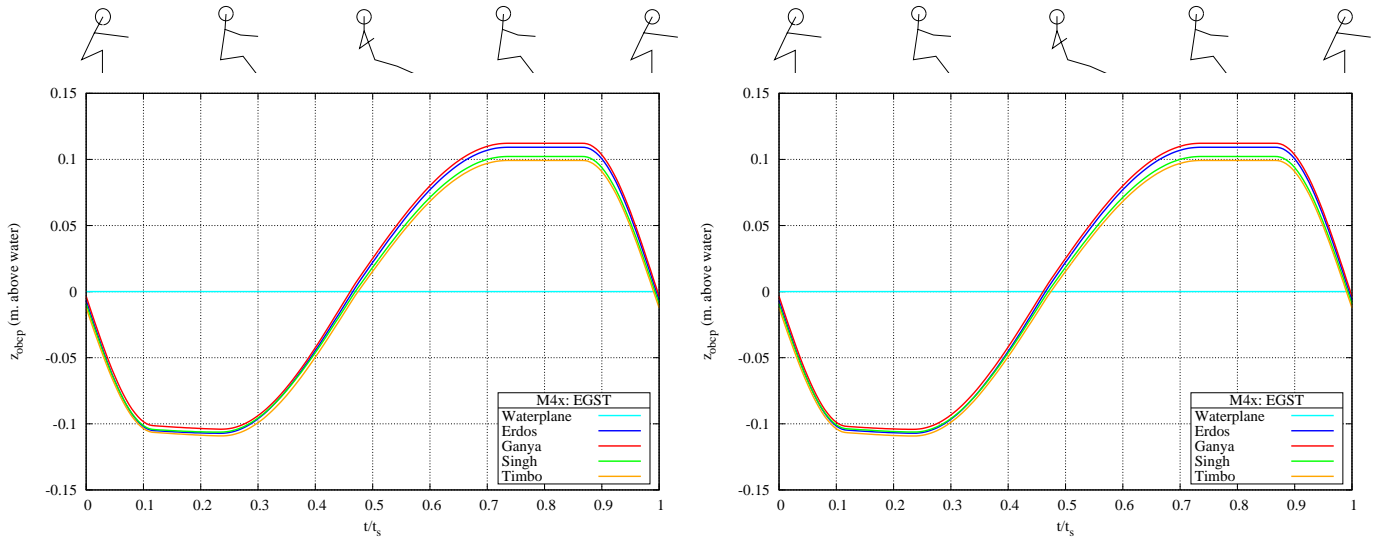 0.15
0.1
0.05
0
-0.05
-0.1
-0.15
z_obcp (m. above water)
M4x: EGST
Waterplane
Erdos
Ganya
Singh
Timbo
0 0.1 0.2 0.3 0.4 0.5 0.6 0.7 0.8 0.9 1
t/t_s
0.15
0.1
0.05
0
-0.05
-0.1
-0.15
z_obcp (m. above water)
M4x: EGST
Waterplane
Erdos
Ganya
Singh
Timbo
0 0.1 0.2 0.3 0.4 0.5 0.6 0.7 0.8 0.9 1
t/t_s